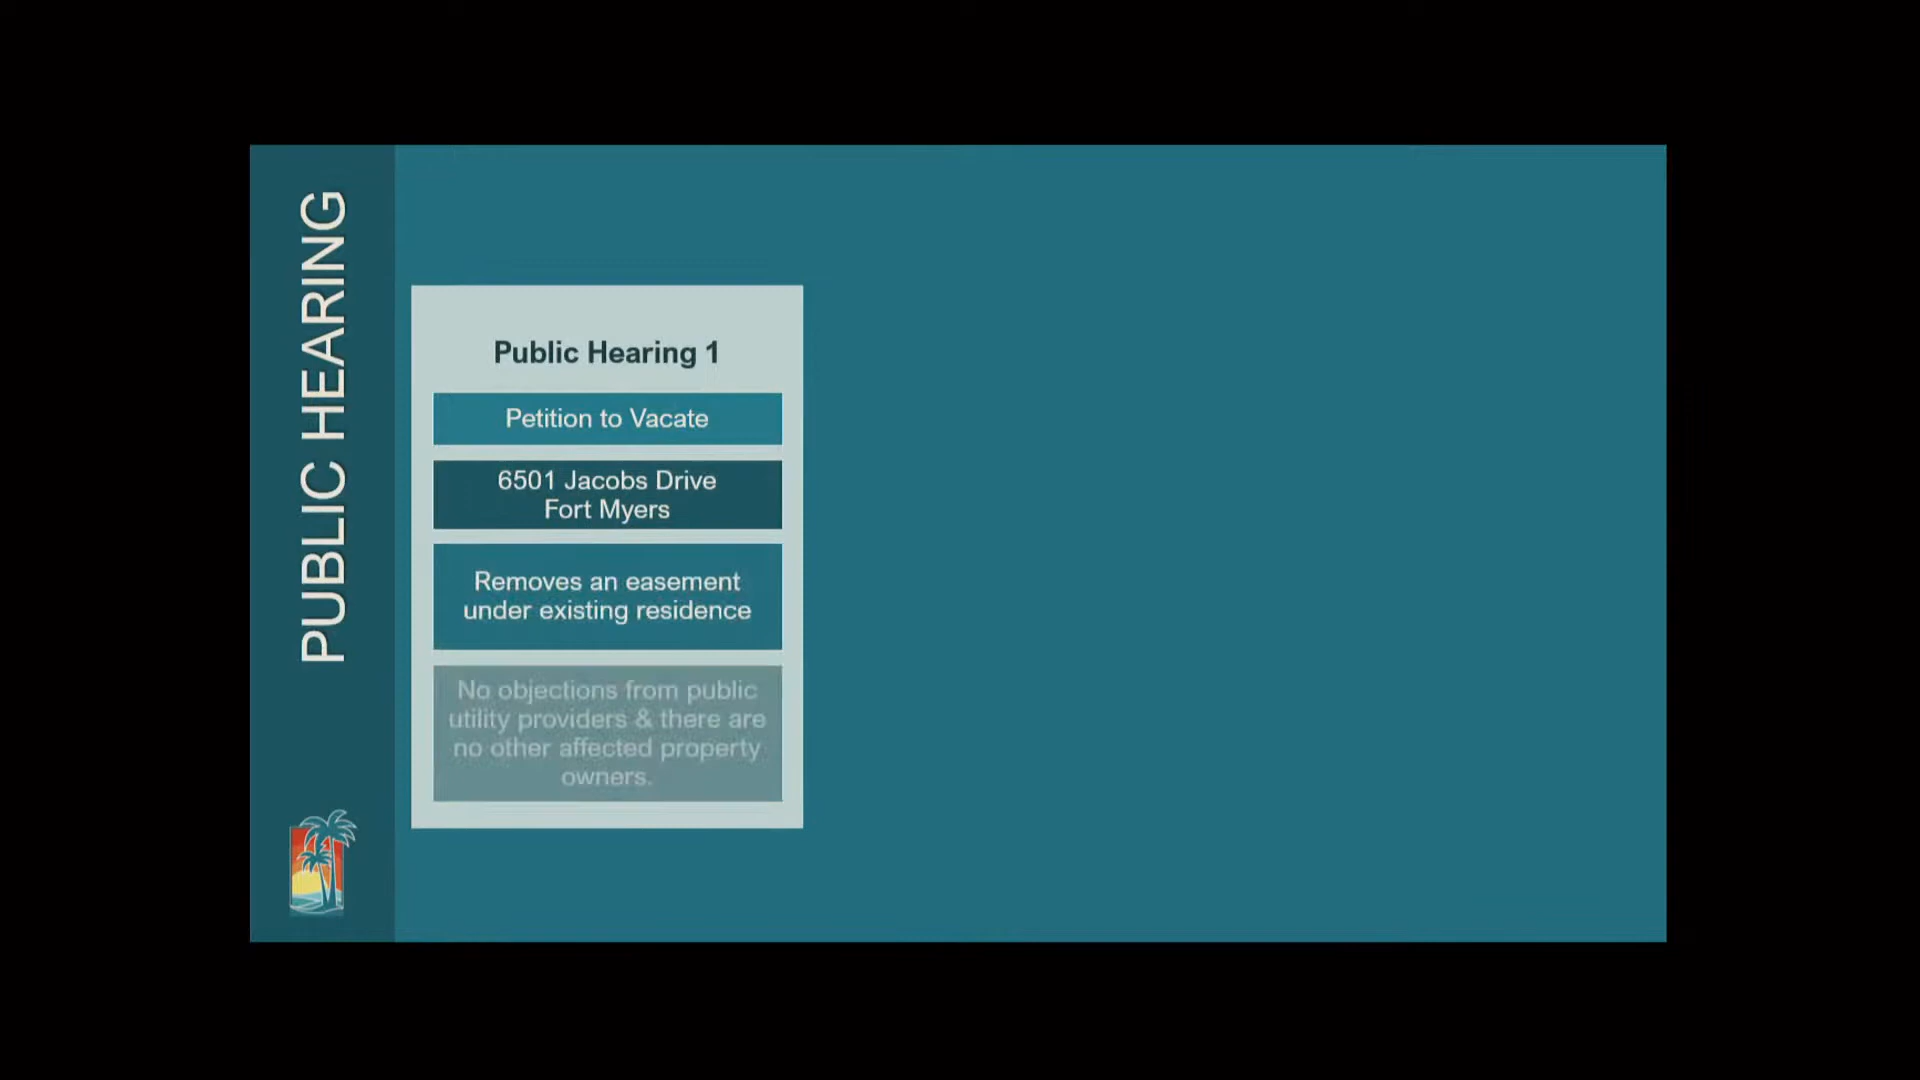 PUBLIC HEARING
Public Hearing 1
Petition to Vacate
6501 Jacobs Drive
Fort Myers
Removes an easement
under existing residence
No objections from public
utility providers & there are
no other affected property
owners.